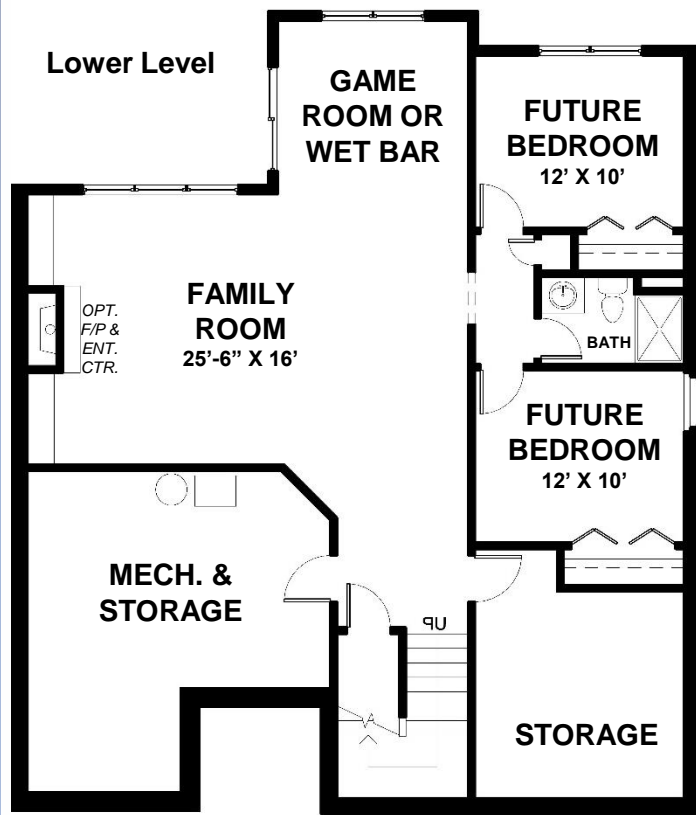 Lower Level
GAME
ROOM OR
WET BAR
FUTURE
BEDROOM
12’ X 10’
FAMILY
ROOM
25’-6” X 16’
OPT.
F/P &
ENT.
CTR.
BATH
FUTURE
BEDROOM
12’ X 10’
MECH. &
STORAGE
UP
STORAGE